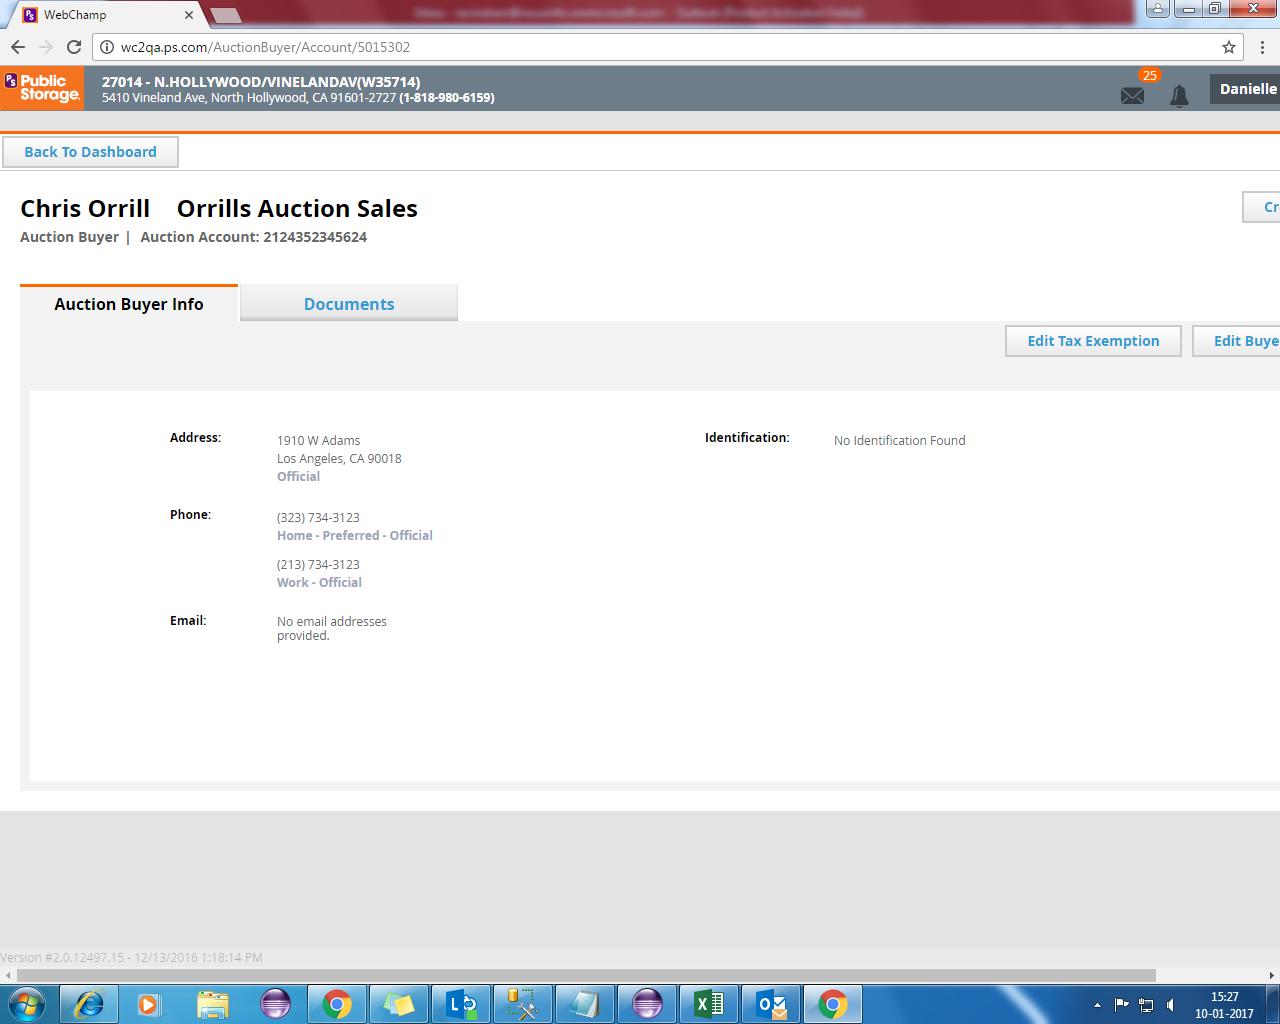 WebChamp
wc2qa.ps.com/AuctionBuyer/Account/5015302
PS Public Storage.
27014 - N.HOLLYWOOD/VINELANDAV(W35714)
5410 Vineland Ave, North Hollywood, CA 91601-2727 (1-818-980-6159)
25
Danielle
Back To Dashboard
Chris Orrill Orrills Auction Sales
Auction Buyer | Auction Account: 2124352345624
Cr
Auction Buyer Info
Documents
Edit Tax Exemption
Edit Buye
Address:
1910 W Adams
Los Angeles, CA 90018
Official
Identification:
No Identification Found
Phone:
(323) 734-3123
Home - Preferred - Official
(213) 734-3123
Work - Official
Email:
No email addresses
provided.
Version #2.0.12497.15 - 12/13/2016 1:18:14 PM
15:27
10-01-2017